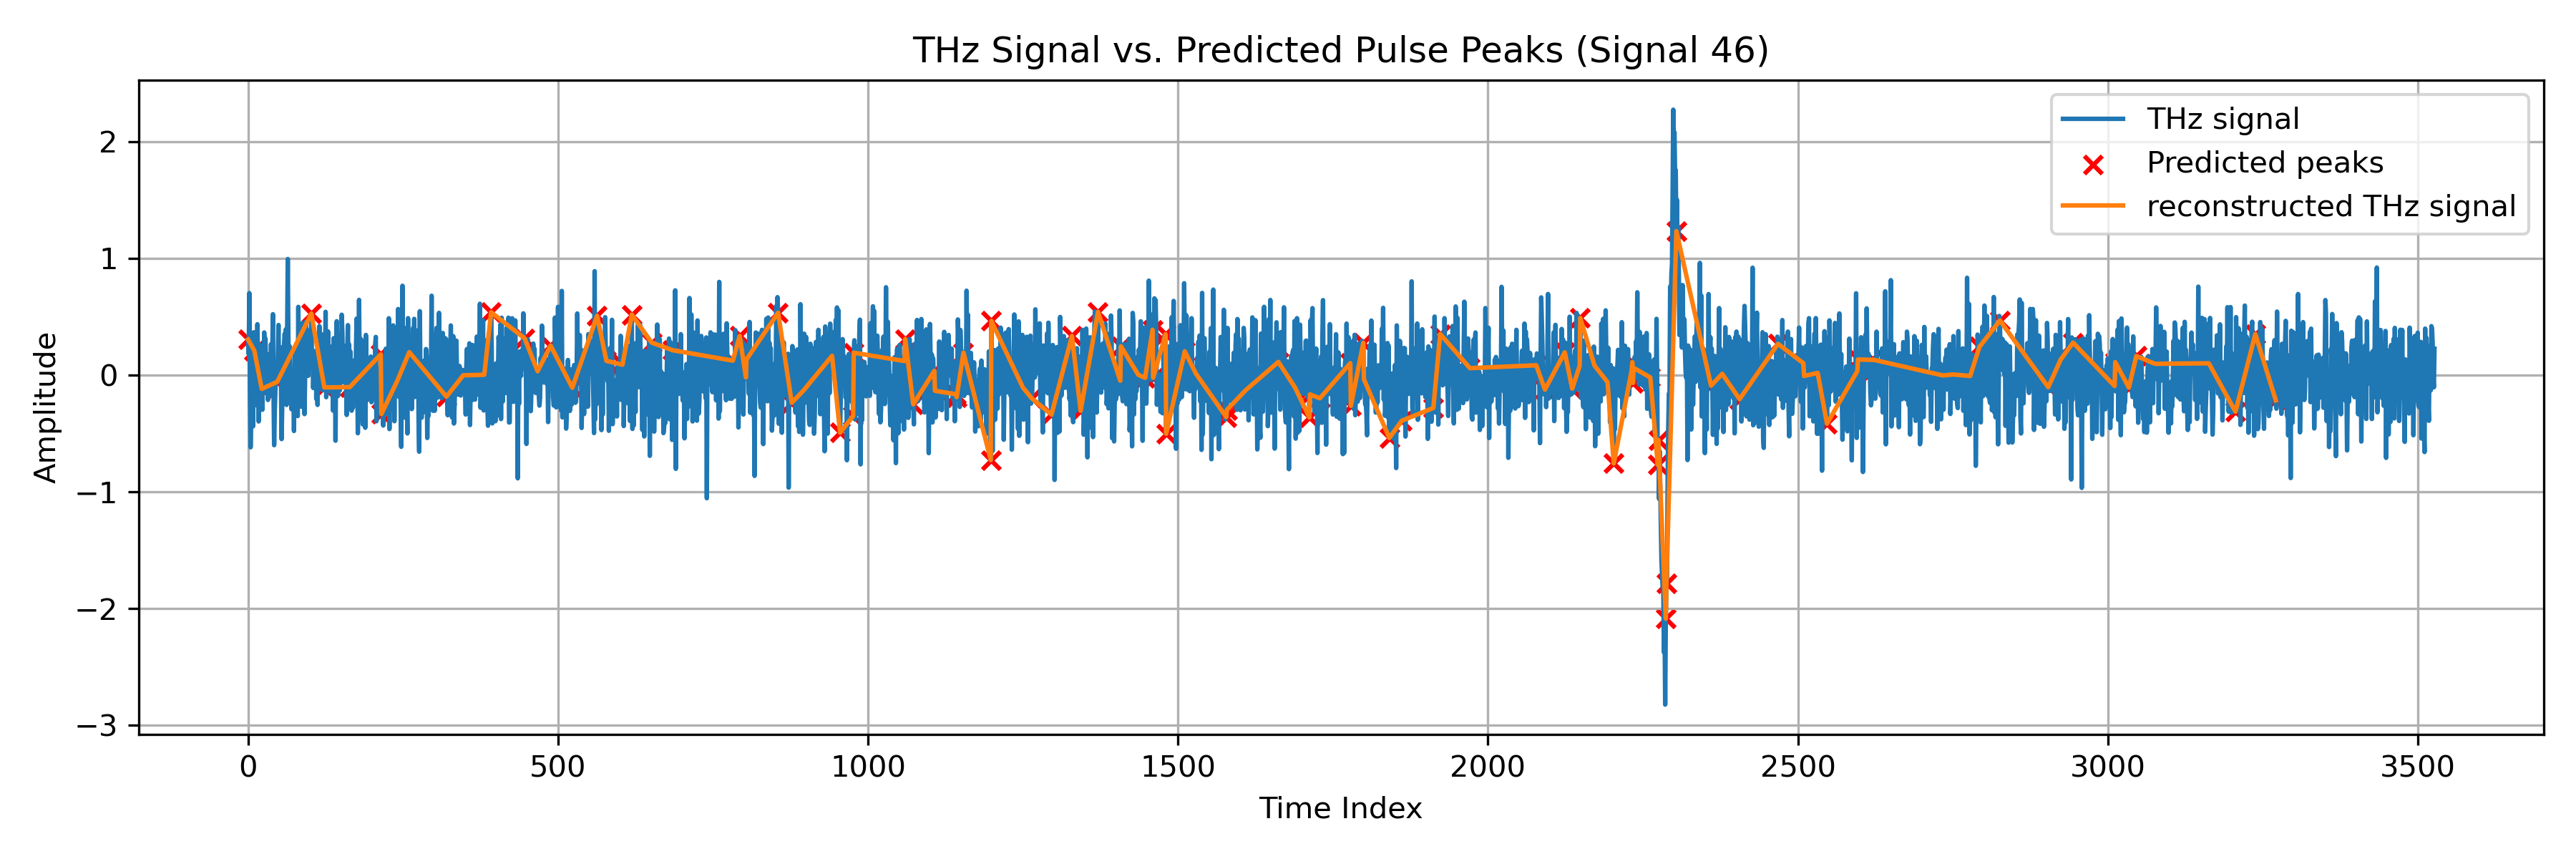 THz Signal vs. Predicted Pulse Peaks (Signal 46)
THz signal
Predicted peaks
reconstructed THz signal
Amplitude
2
1
0
−1
−2
−3
0 500 1000 1500 2000 2500 3000 3500
Time Index